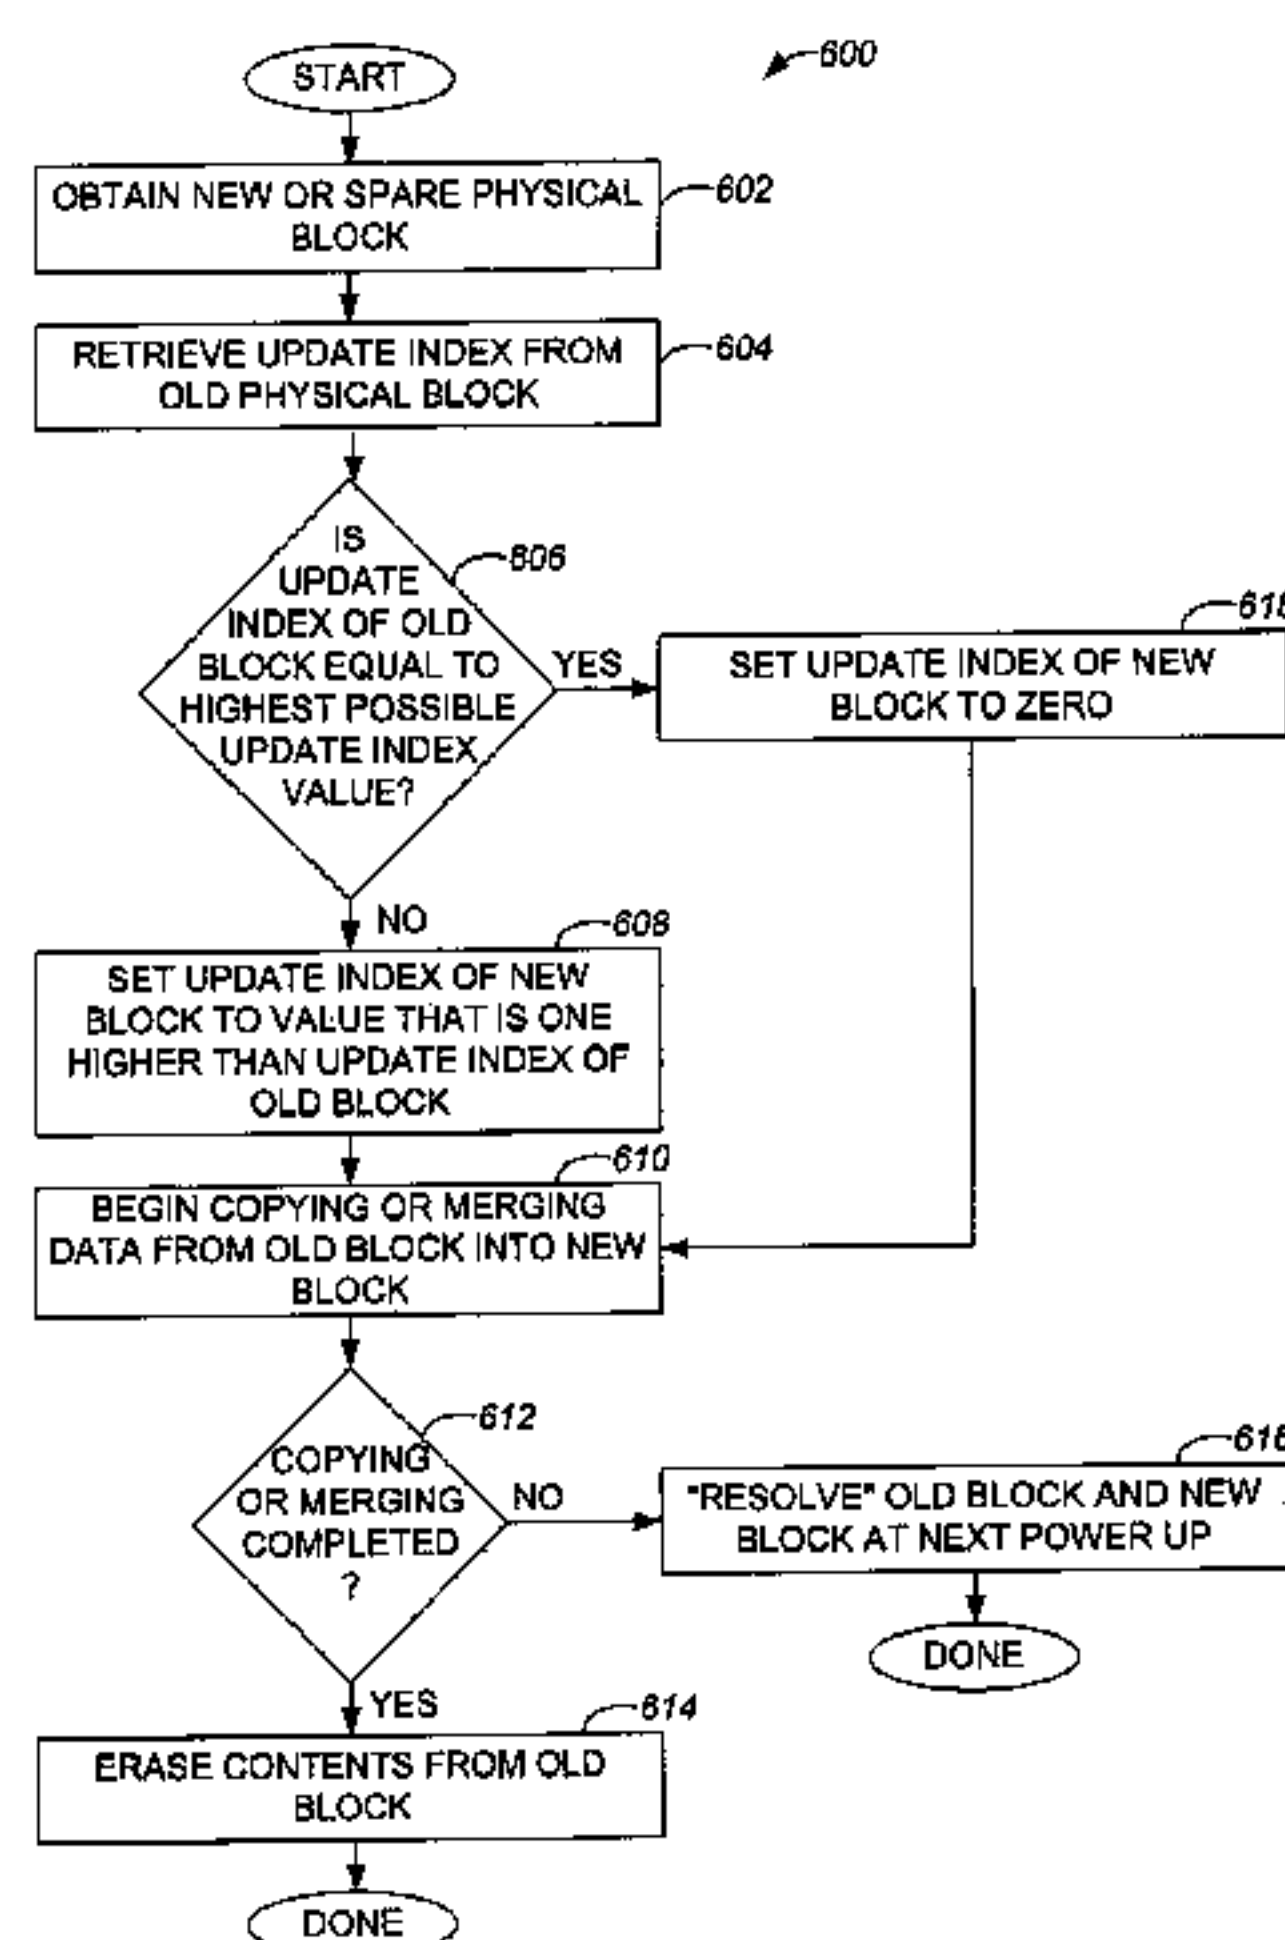 START
600
OBTAIN NEW OR SPARE PHYSICAL
BLOCK
602
RETRIEVE UPDATE INDEX FROM
OLD PHYSICAL BLOCK
604
IS
UPDATE
INDEX OF OLD
BLOCK EQUAL TO
HIGHEST POSSIBLE
UPDATE INDEX
VALUE?
606
YES
SET UPDATE INDEX OF NEW
BLOCK TO ZERO
NO
608
SET UPDATE INDEX OF NEW
BLOCK TO VALUE THAT IS ONE
HIGHER THAN UPDATE INDEX OF
OLD BLOCK
610
BEGIN COPYING OR MERGING
DATA FROM OLD BLOCK INTO NEW
BLOCK
612
COPYING
OR MERGING
COMPLETED
?
NO
"RESOLVE" OLD BLOCK AND NEW
BLOCK AT NEXT POWER UP
DONE
YES
614
ERASE CONTENTS FROM OLD
BLOCK
DONE